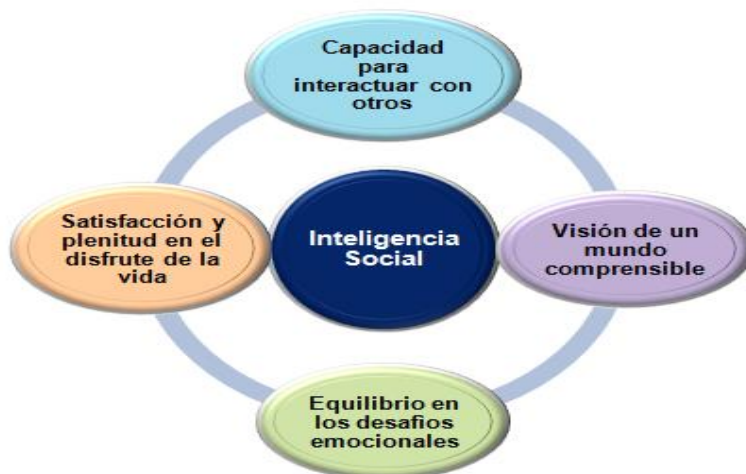 Capacidad
para
interactuar con
otros
Satisfacción y
plenitud en el
disfrute de la
vida
Inteligencia
Social
Visión de un
mundo
comprensible
Equilibrio en
los desafios
emocionales